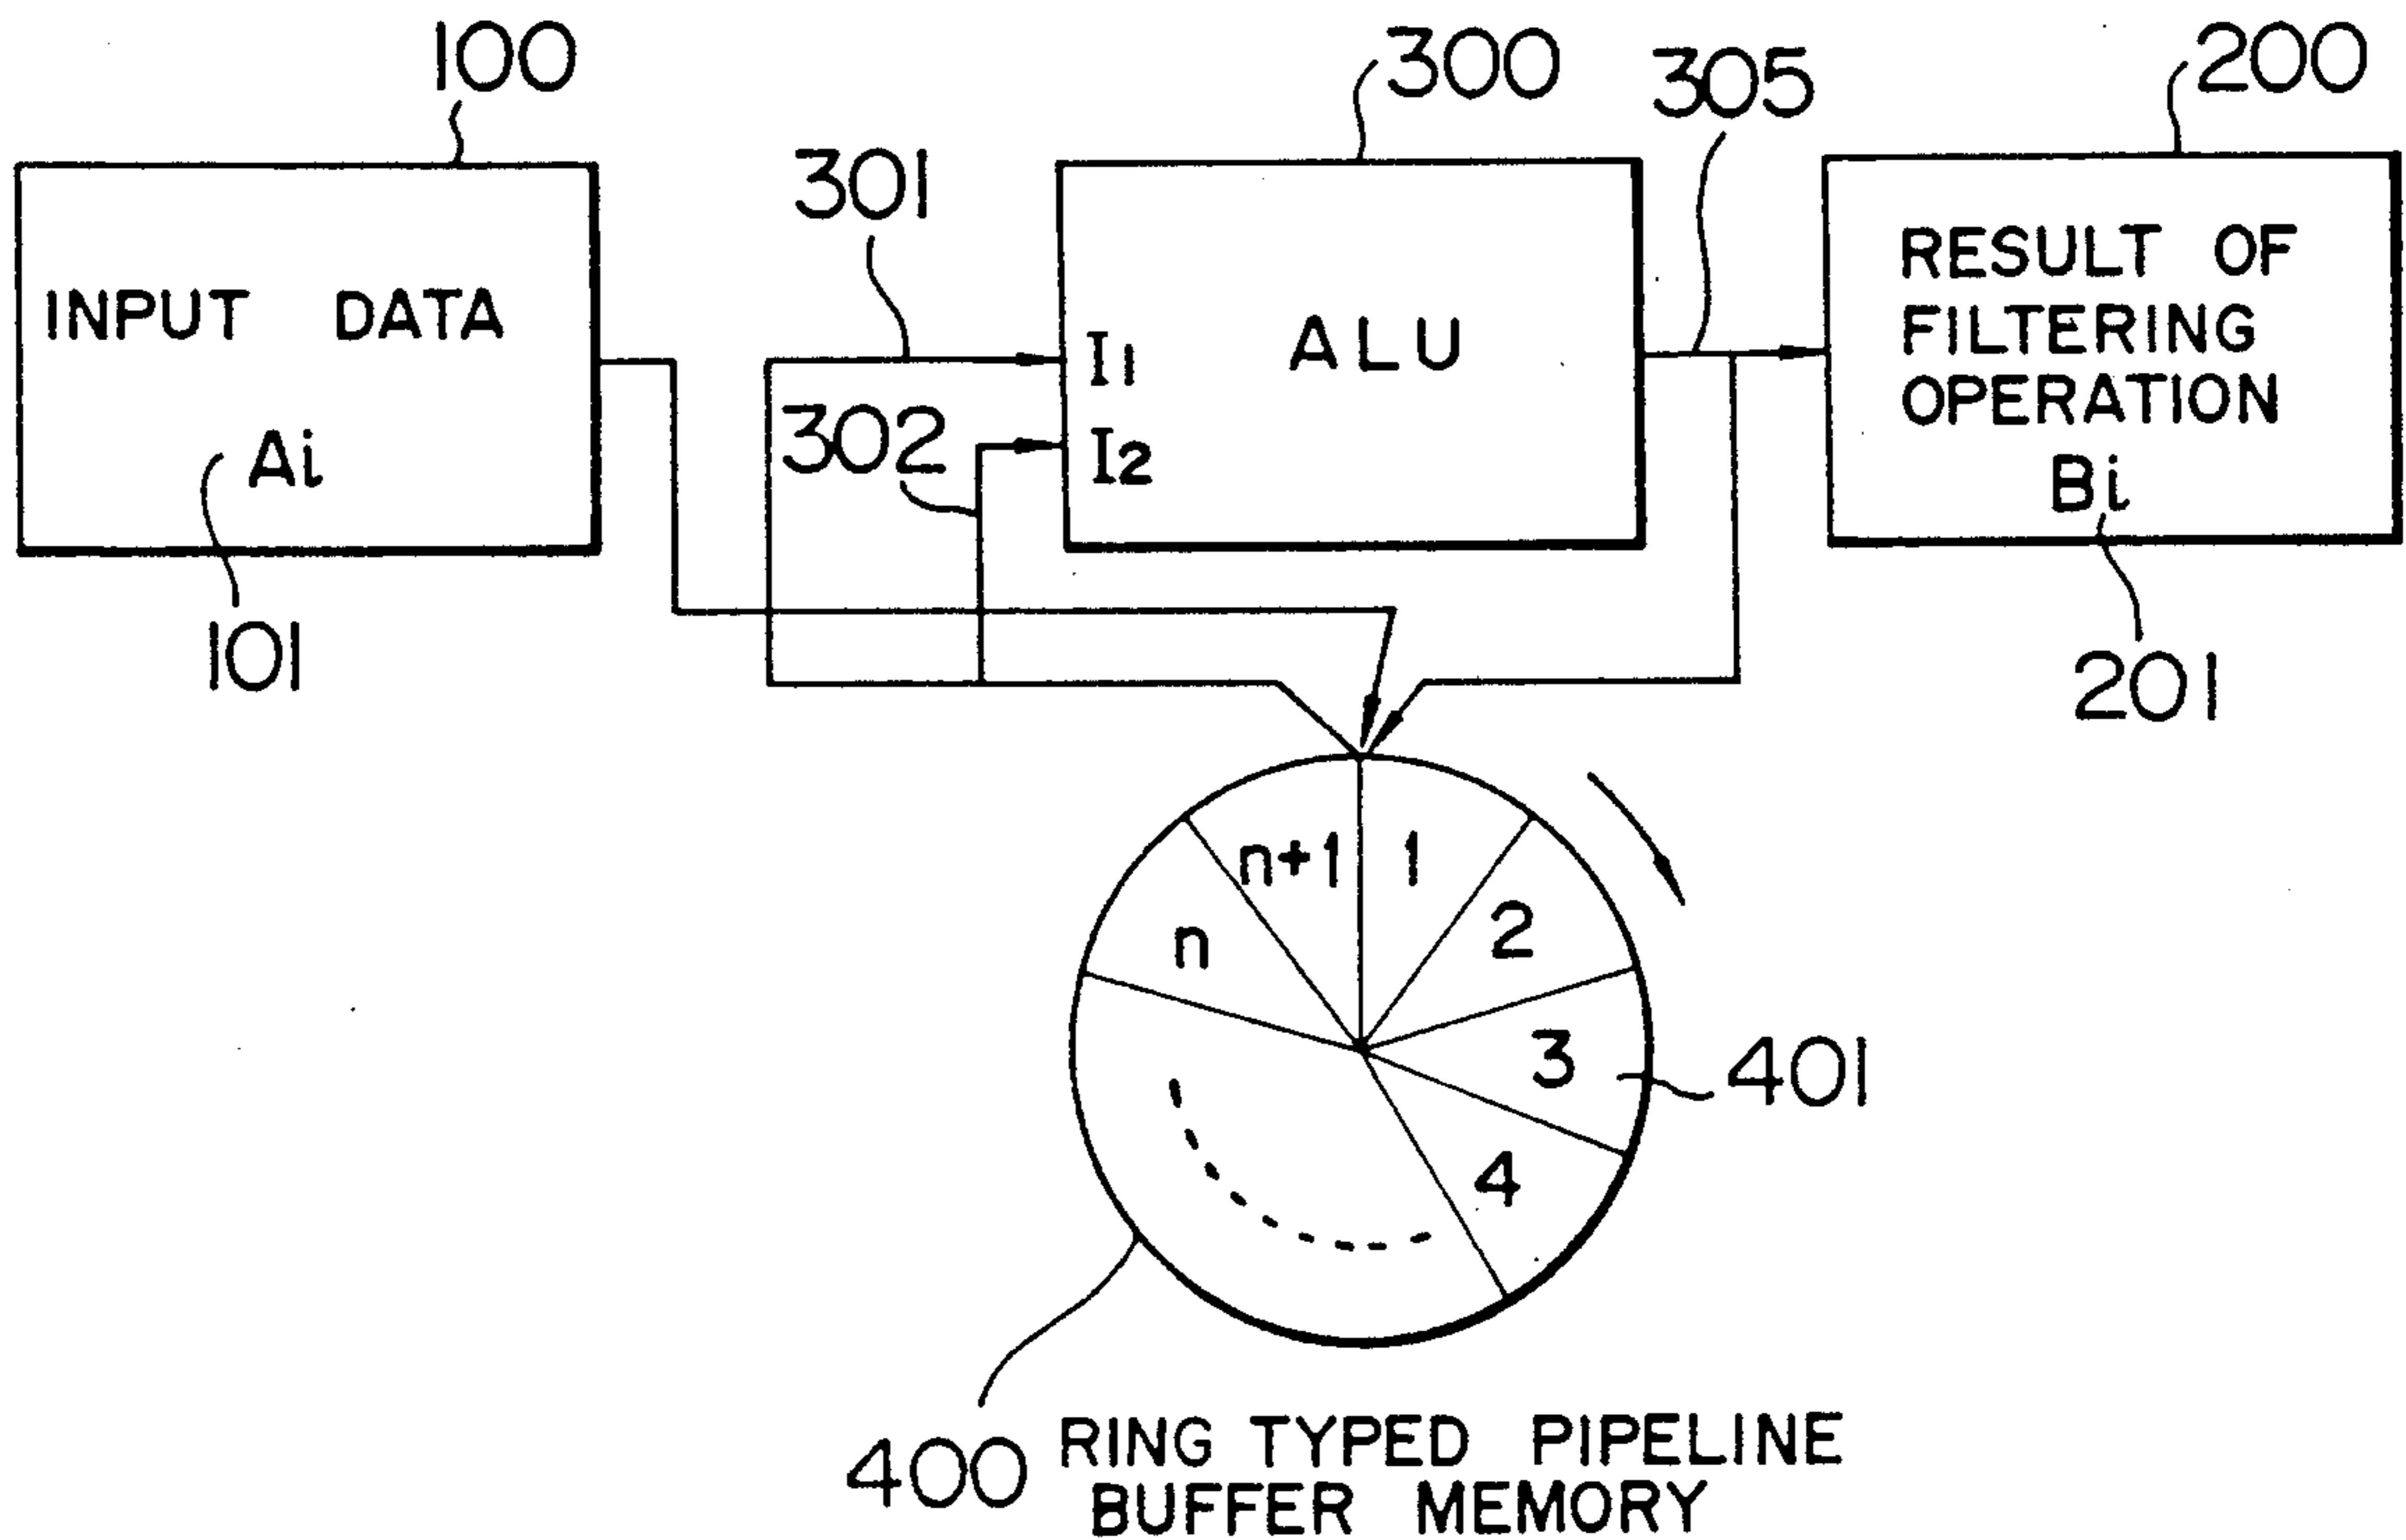 100
300
305
200
301
INPUT DATA
Ai
101
I1
302
I2
ALU
RESULT OF
FILTERING
OPERATION
Bi
201
n+1
1
n
2
3
401
4
400
RING TYPED PIPELINE
BUFFER MEMORY